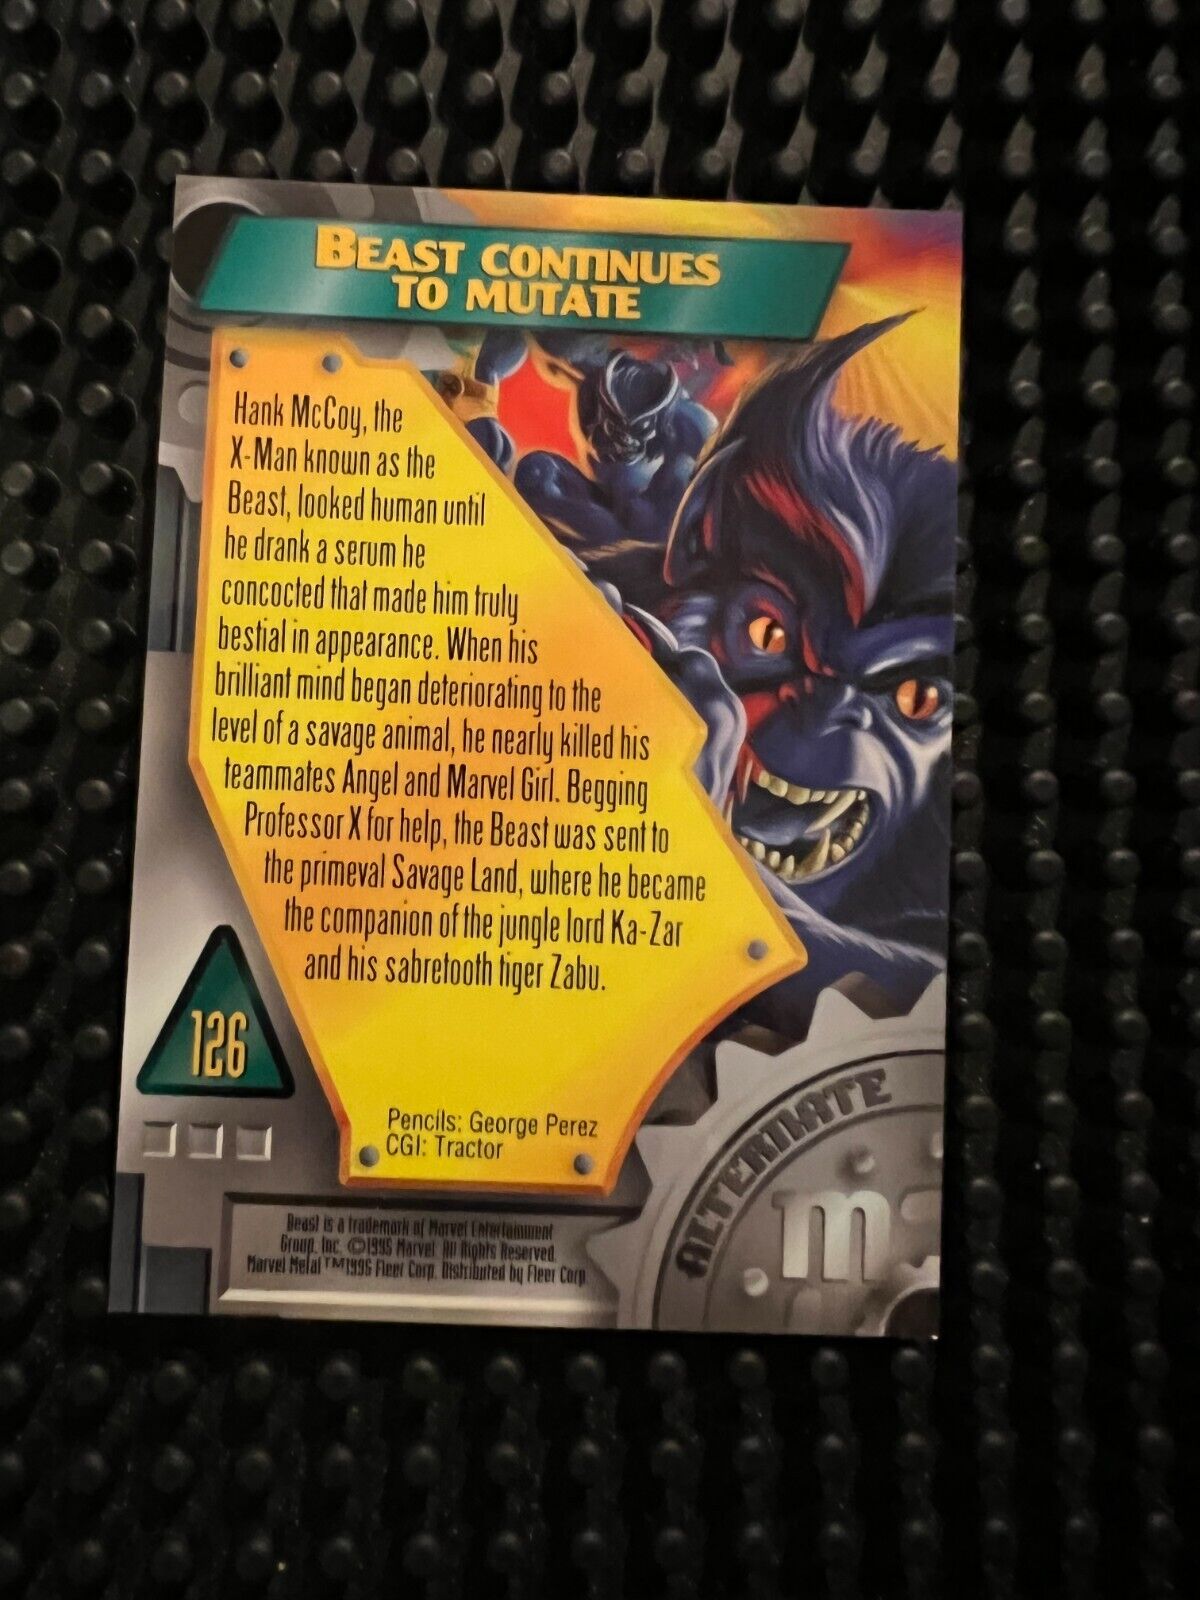 BEAST CONTINUES
TO MUTATE
Hank McCoy, the
X-Man known as the
Beast, looked human until
he drank a serum he
concocted that made him truly
bestial in appearance. When his
brilliant mind began deteriorating to the
level of a savage animal, he nearly killed his
teammates Angel and Marvel Girl. Begging
Professor X for help, the Beast was sent to
the primeval Savage Land, where he became
the companion of the jungle lord Ka-Zar
and his sabretooth tiger Zabu.
126
Pencils: George Perez
CGI: Tractor
Beast is a trademark of Marvel Entertainment
Group, Inc. ©1995 Marvel. All Rights Reserved.
Marvel Metal™1995 Fleer Corp. Distributed by Fleer Corp.
ALTERNATE
m